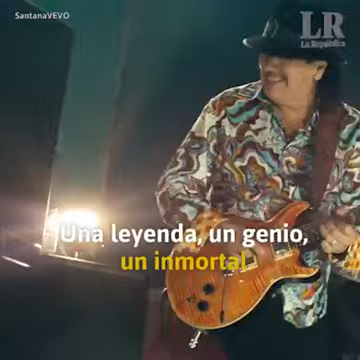 SantanaVEVO
LR
La República
Una leyenda, un genio,
un inmortal